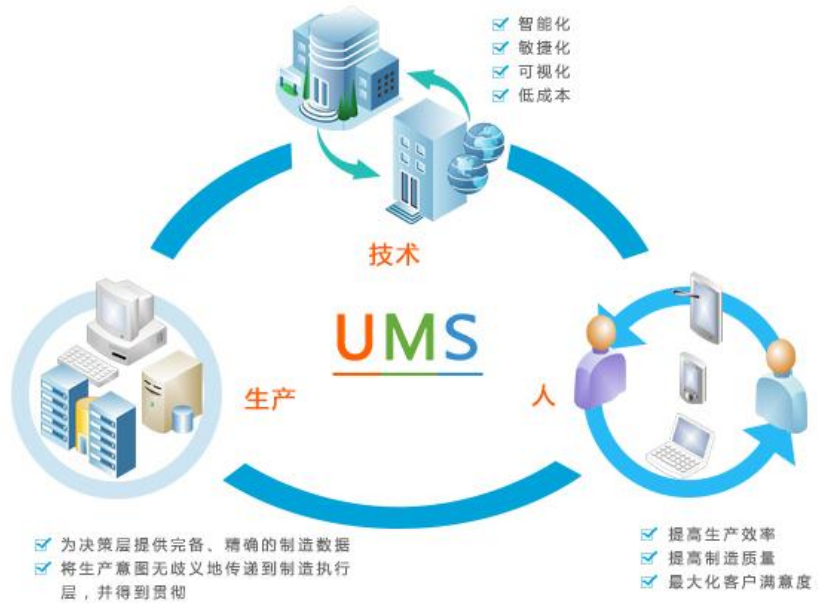 智能化
敏捷化
可视化
低成本
技术
UMS
生产
人
为决策层提供完备、精确的制造数据
将生产意图无歧义地传递到制造执行
层，并得到贯彻
提高生产效率
提高制造质量
最大化客户满意度